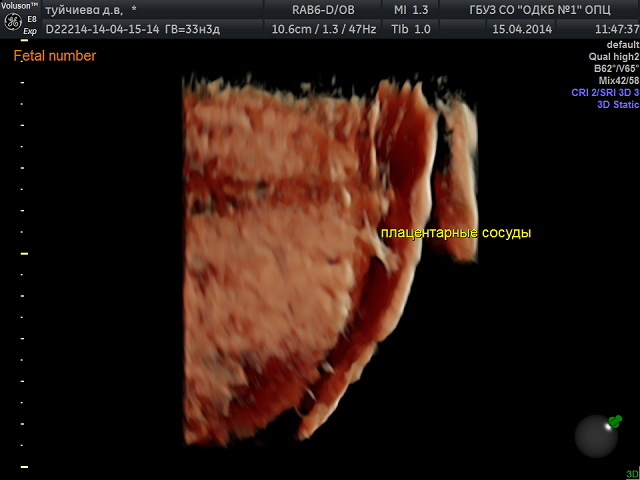 Voluson™
E8
Exp
туйчиева д.в, *
RAB6-D/OB
MI 1.3
ГБУЗ СО "ОДКБ №1" ОПЦ
D22214-14-04-15-14 ГВ=33н3д
10.6cm / 1.3 / 47Hz
TIb 1.0
15.04.2014
11:47:37
Fetal number
default
Qual high2
B62°/V65°
Mix42/58
CRI 2/SRI 3D 3
3D Static
плацентарные сосуды
3D